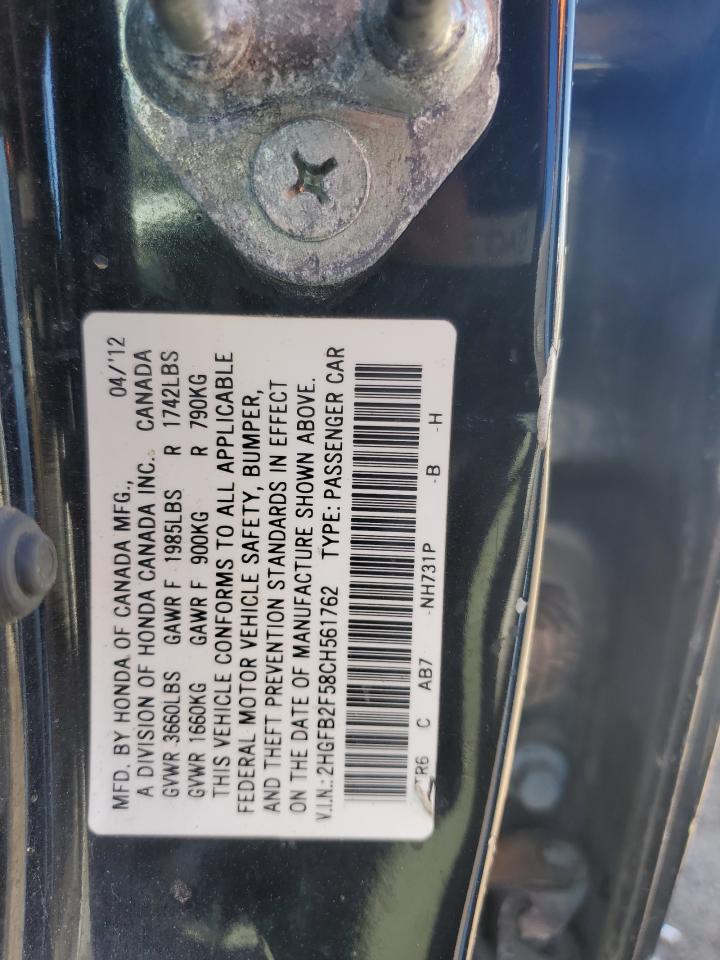 MFD. BY HONDA OF CANADA MFG., 04/12
A DIVISION OF HONDA CANADA INC. CANADA
GVWR 3660LBS GAWR F 1985LBS R 1742LBS
GVWR 1660KG GAWR F 900KG R 790KG
THIS VEHICLE CONFORMS TO ALL APPLICABLE
FEDERAL MOTOR VEHICLE SAFETY, BUMPER,
AND THEFT PREVENTION STANDARDS IN EFFECT
ON THE DATE OF MANUFACTURE SHOWN ABOVE.
V.I.N.: 2HGFB2F58CH561762 TYPE: PASSENGER CAR
TR6 C AB7 -NH731P -B -H